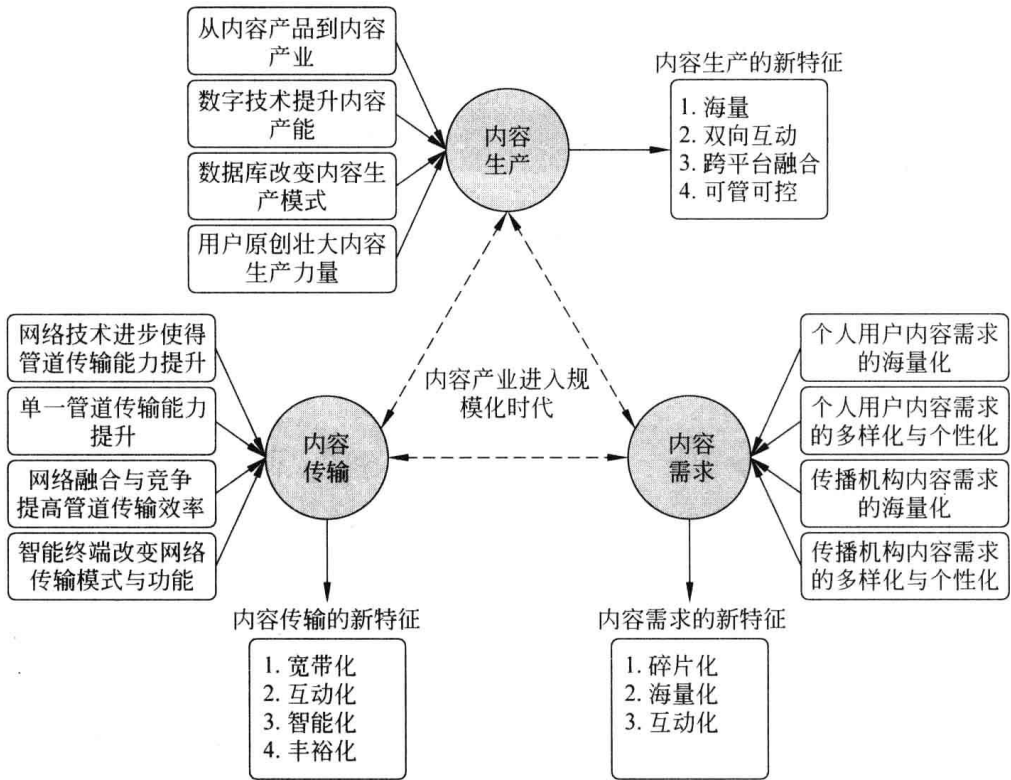 从内容产品到内容
产业
数字技术提升内容
产能
数据库改变内容生
产模式
用户原创壮大内容
生产力量
内容
生产
内容生产的新特征
1. 海量
2. 双向互动
3. 跨平台融合
4. 可管可控
网络技术进步使得
管道传输能力提升
单一管道传输能力
提升
网络融合与竞争
提高管道传输效率
智能终端改变网络
传输模式与功能
内容
传输
内容产业进入规
模化时代
内容
需求
个人用户内容需求
的海量化
个人用户内容需求
的多样化与个性化
传播机构内容需求
的海量化
传播机构内容需求
的多样化与个性化
内容传输的新特征
1. 宽带化
2. 互动化
3. 智能化
4. 丰裕化
内容需求的新特征
1. 碎片化
2. 海量化
3. 互动化